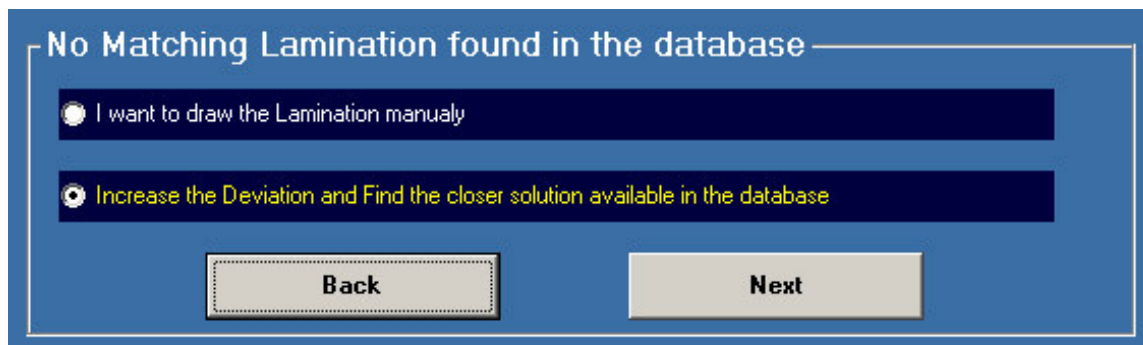 No Matching Lamination found in the database
I want to draw the Lamination manualy
Increase the Deviation and Find the closer solution available in the database
Back
Next